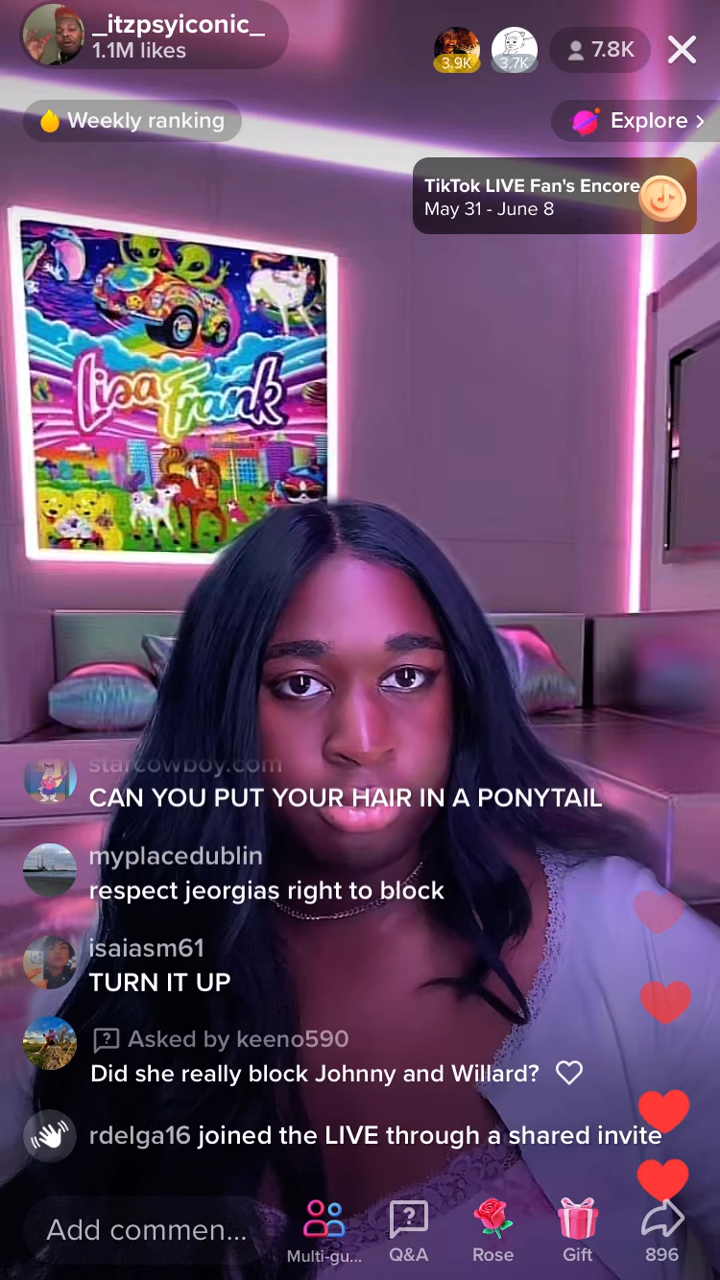 _itzpsyiconic_
1.1M likes
3.9K
3.7K
7.8K
Weekly ranking
Explore
TikTok LIVE Fan's Encore
May 31 - June 8
Lisa Frank
starcowboy.com
CAN YOU PUT YOUR HAIR IN A PONYTAIL
myplacedublin
respect jeorgias right to block
isaiasm61
TURN IT UP
Asked by keeno590
Did she really block Johnny and Willard?
rdelga16 joined the LIVE through a shared invite
Add commen...
Multi-gu...
Q&A
Rose
Gift
896